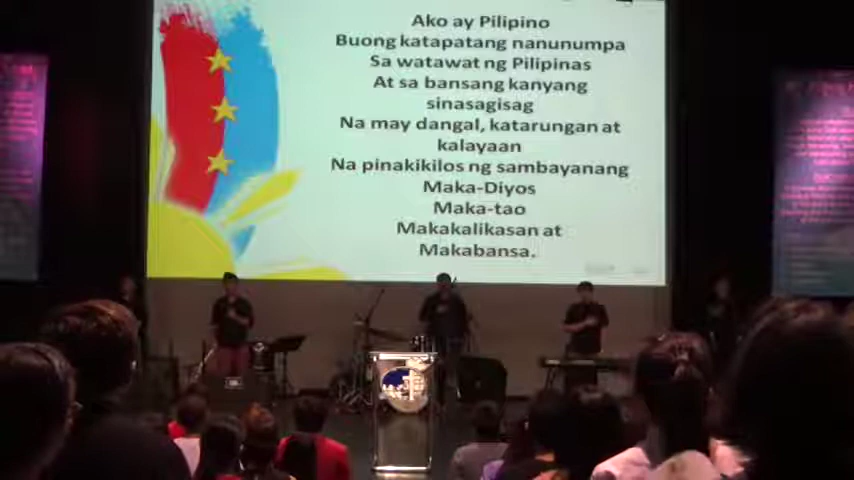 Ako ay Pilipino
Buong katapatang nanunumpa
Sa watawat ng Pilipinas
At sa bansang kanyang
sinasagisag
Na may dangal, katarungan at
kalayaan
Na pinakikilos ng sambayanang
Maka-Diyos
Maka-tao
Makakalikasan at
Makabansa.